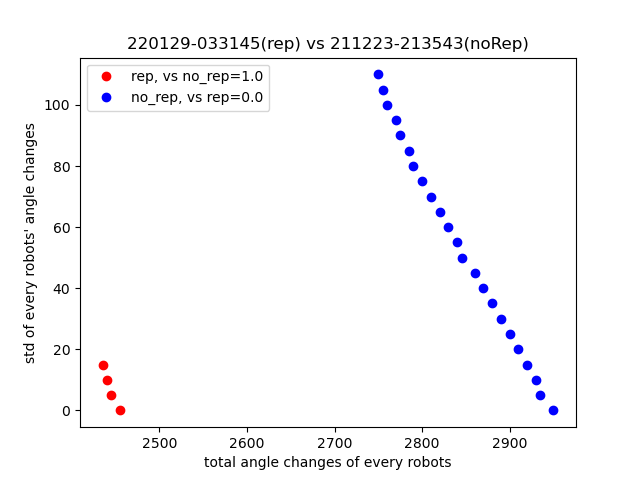 220129-033145(rep) vs 211223-213543(noRep)
rep, vs no_rep=1.0
no_rep, vs rep=0.0
100
80
60
40
20
0
std of every robots' angle changes
2500
2600
2700
2800
2900
total angle changes of every robots